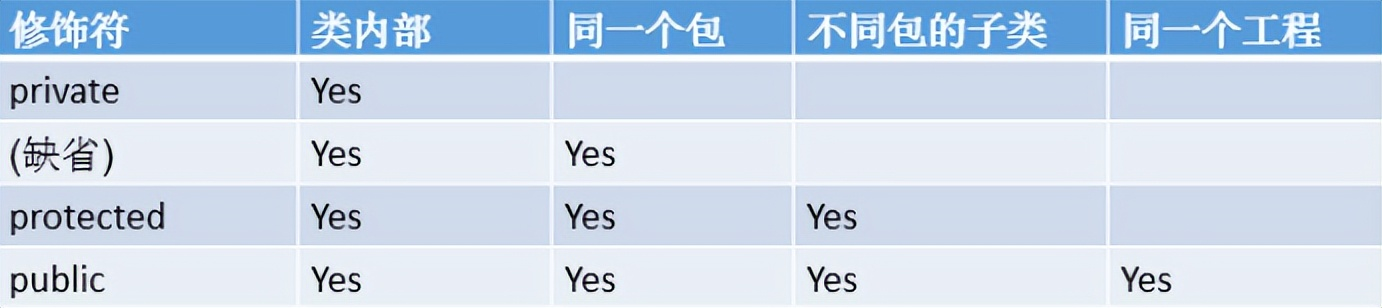 修饰符 类内部 同一个包 不同包的子类 同一个工程
private Yes
(缺省) Yes Yes
protected Yes Yes Yes
public Yes Yes Yes Yes